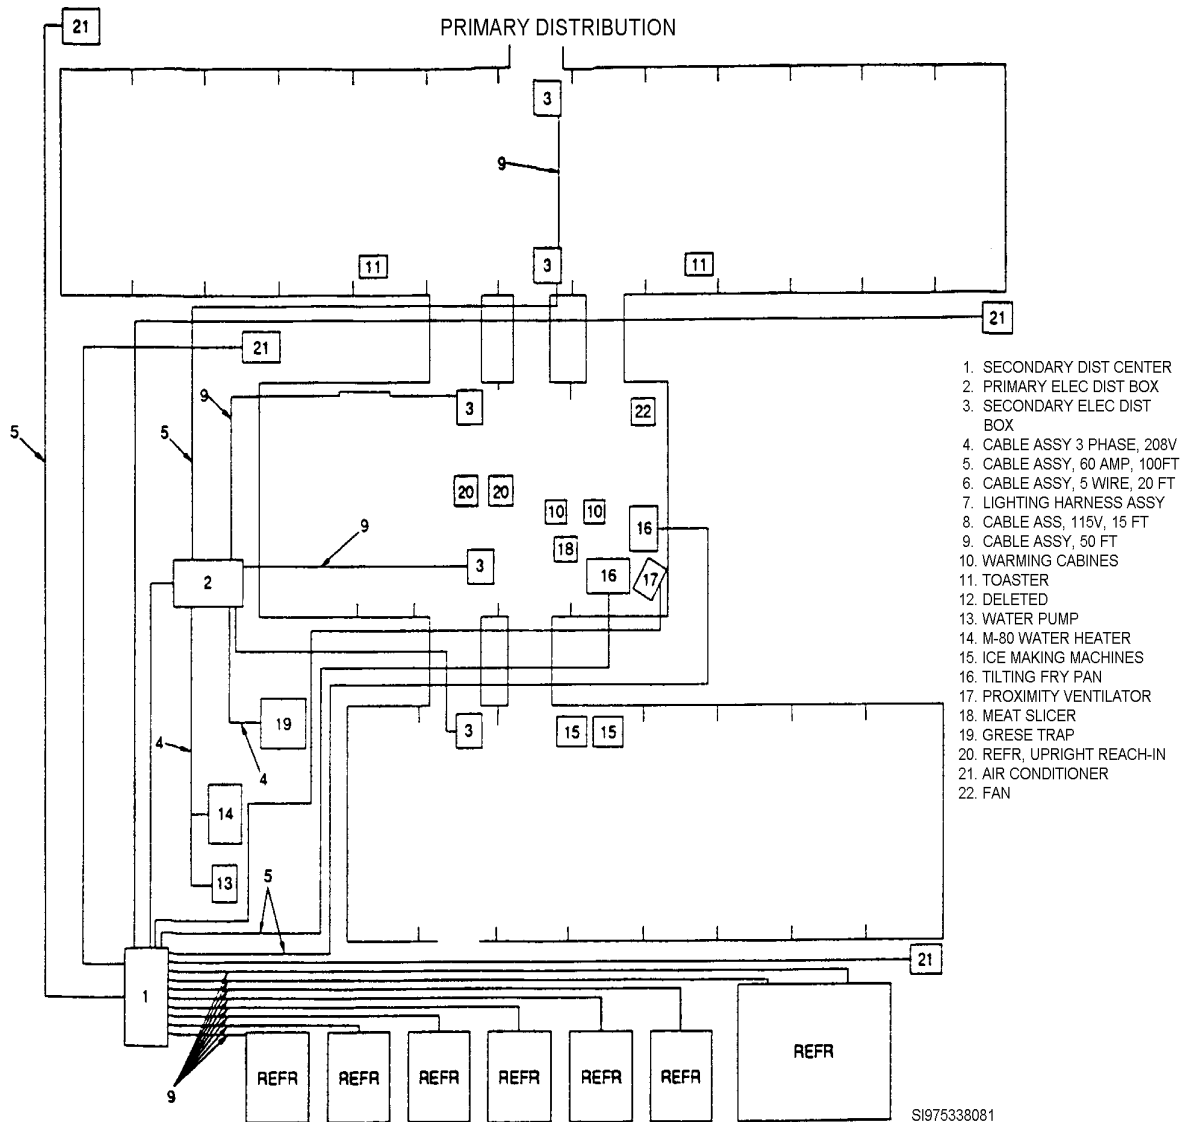 21
PRIMARY DISTRIBUTION
3
9
11
3
11
21
21
9
3
22
5
5
20
20
10
10
16
9
18
3
16
17
2
19
3
15
15
4
4
14
13
5
21
1
REFR
REFR
REFR
REFR
REFR
REFR
REFR
9
1. SECONDARY DIST CENTER
2. PRIMARY ELEC DIST BOX
3. SECONDARY ELEC DIST
BOX
4. CABLE ASSY 3 PHASE, 208V
5. CABLE ASSY, 60 AMP, 100FT
6. CABLE ASSY, 5 WIRE, 20 FT
7. LIGHTING HARNESS ASSY
8. CABLE ASS, 115V, 15 FT
9. CABLE ASSY, 50 FT
10. WARMING CABINES
11. TOASTER
12. DELETED
13. WATER PUMP
14. M-80 WATER HEATER
15. ICE MAKING MACHINES
16. TILTING FRY PAN
17. PROXIMITY VENTILATOR
18. MEAT SLICER
19. GRESE TRAP
20. REFR, UPRIGHT REACH-IN
21. AIR CONDITIONER
22. FAN
SI975338081